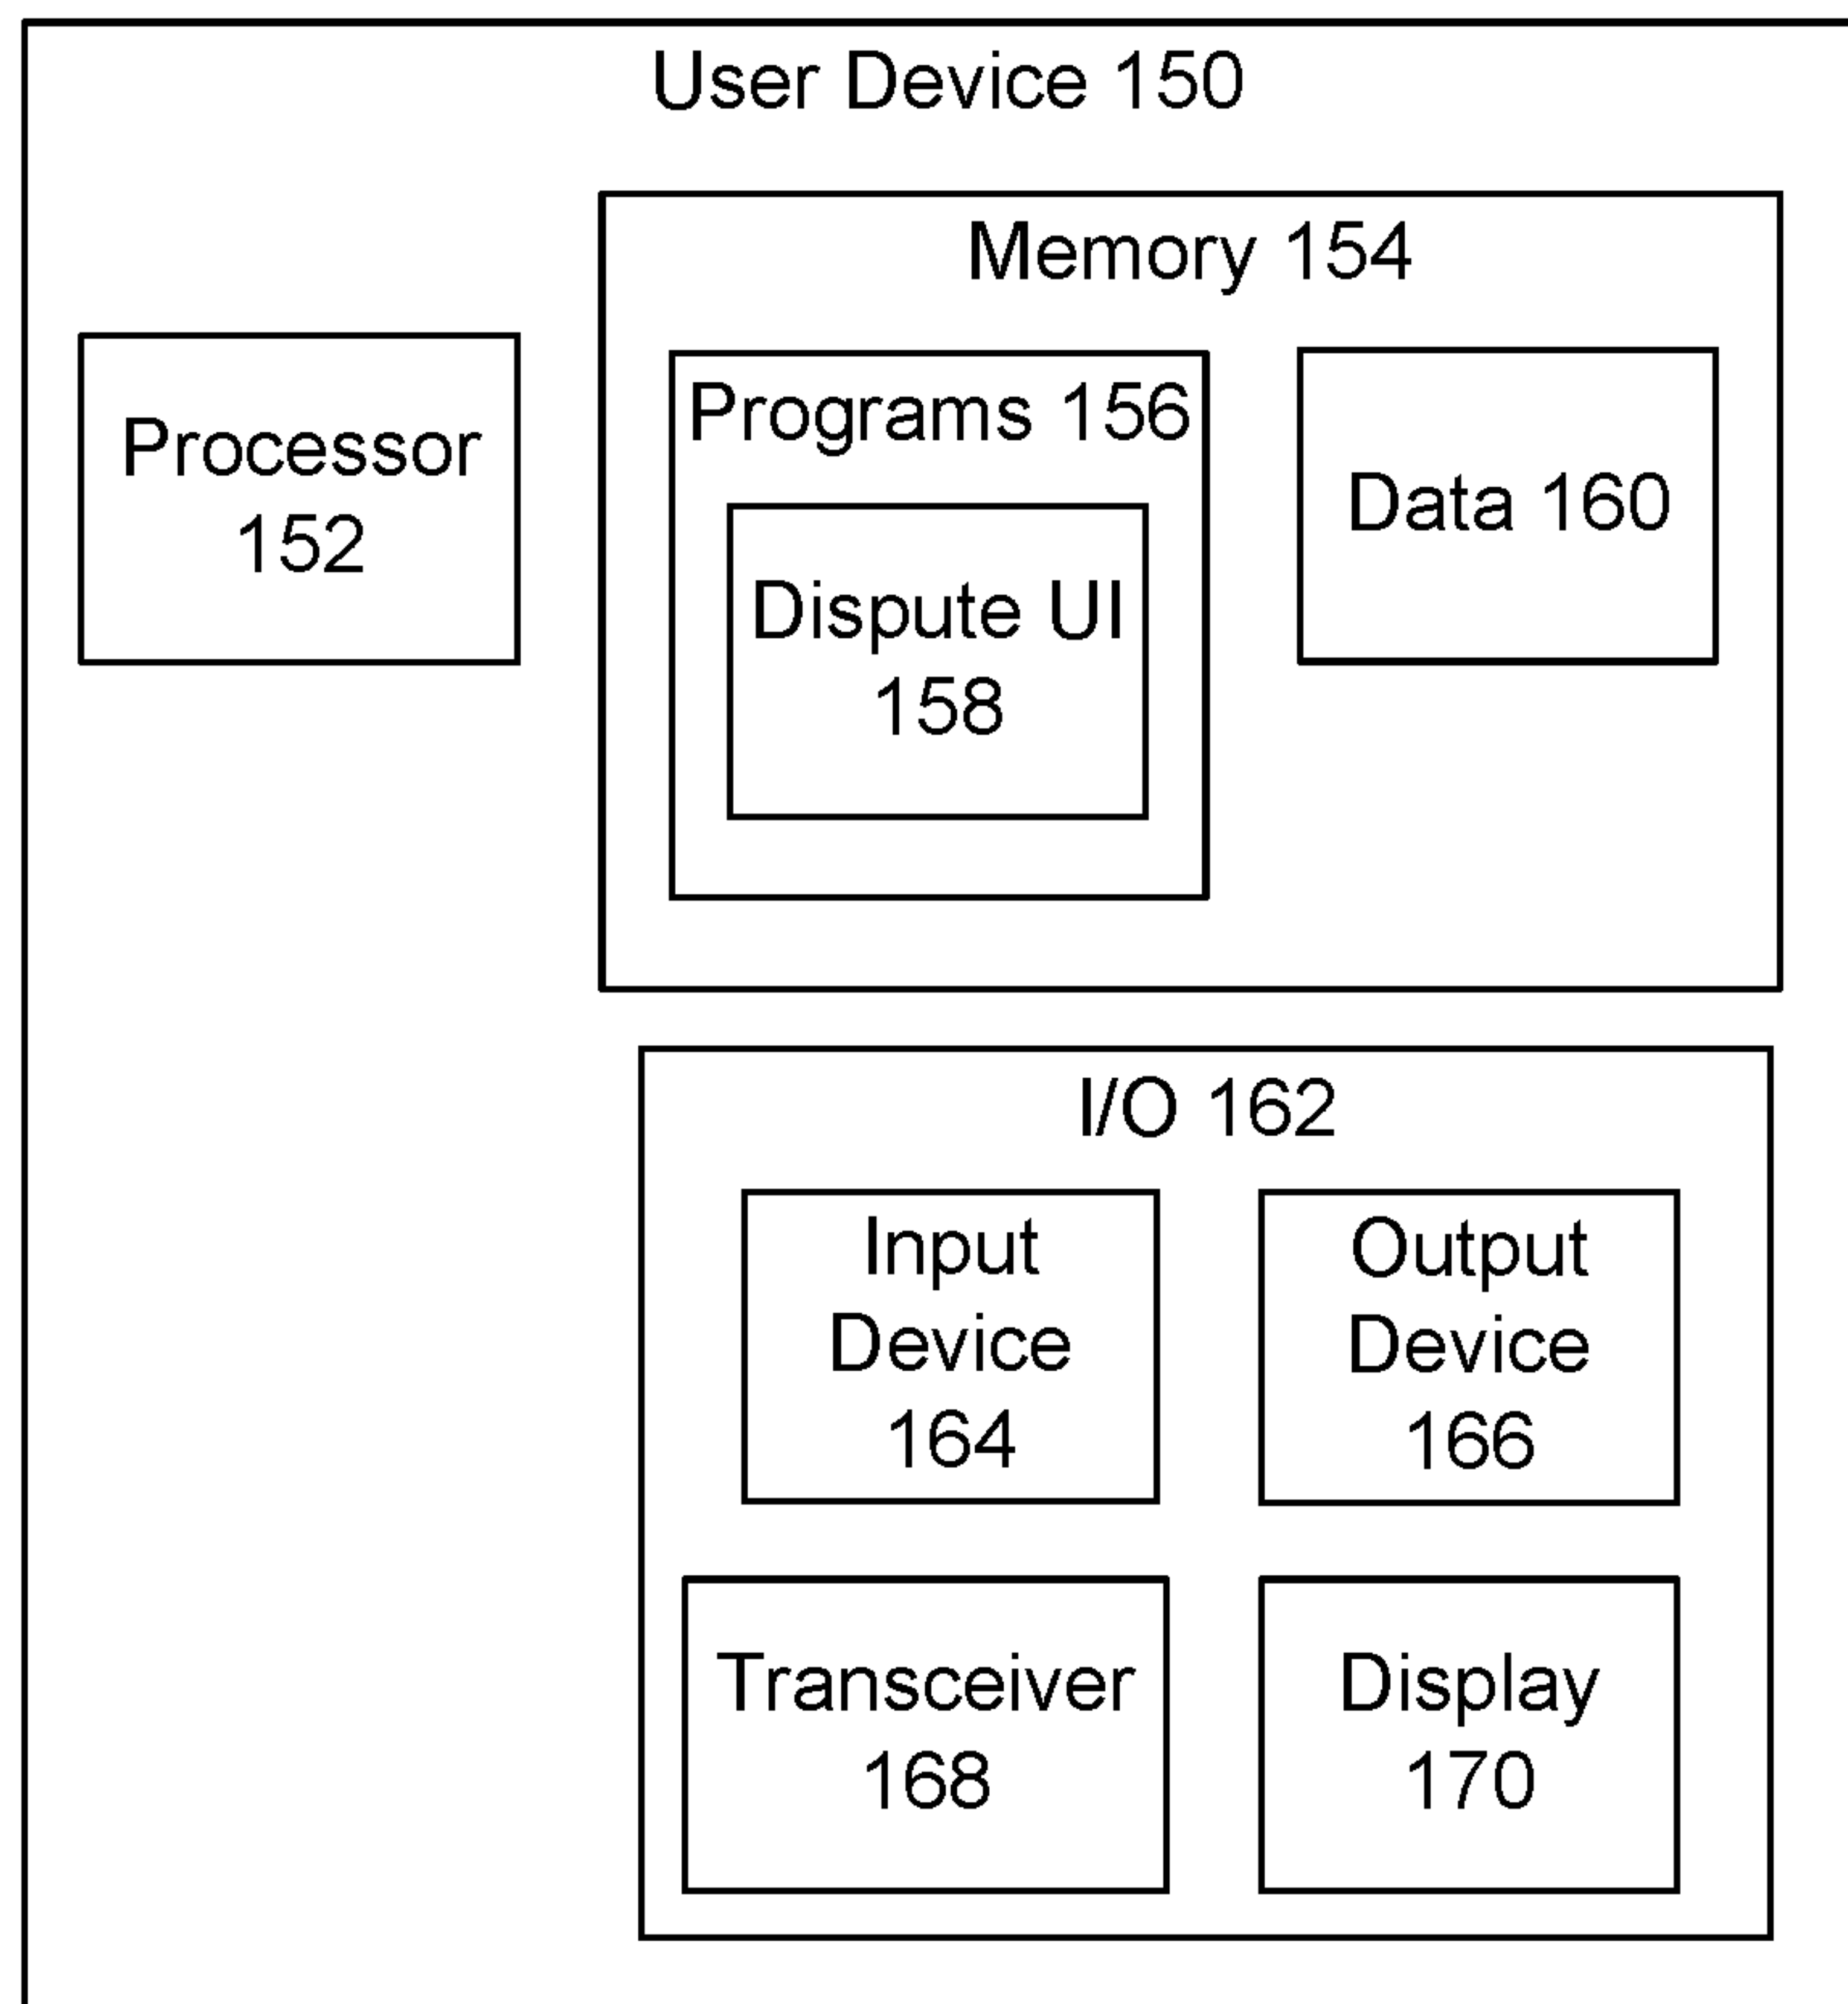 User Device 150
Memory 154
Processor
152
Programs 156
Dispute UI
158
Data 160
I/O 162
Input
Device
164
Output
Device
166
Transceiver
168
Display
170